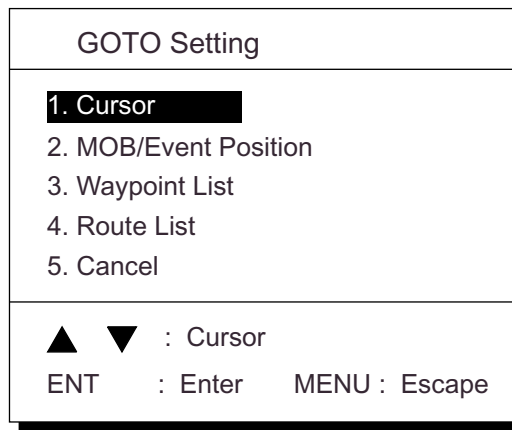 GOTO Setting
1. Cursor
2. MOB/Event Position
3. Waypoint List
4. Route List
5. Cancel
▲ ▼ : Cursor
ENT : Enter MENU : Escape